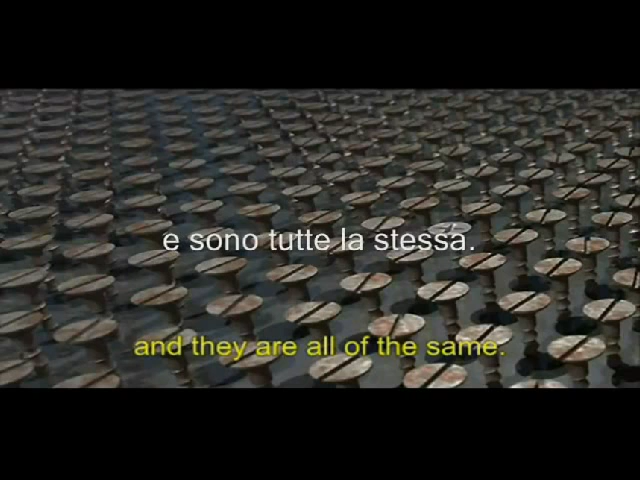 e sono tutte la stessa.
and they are all of the same.